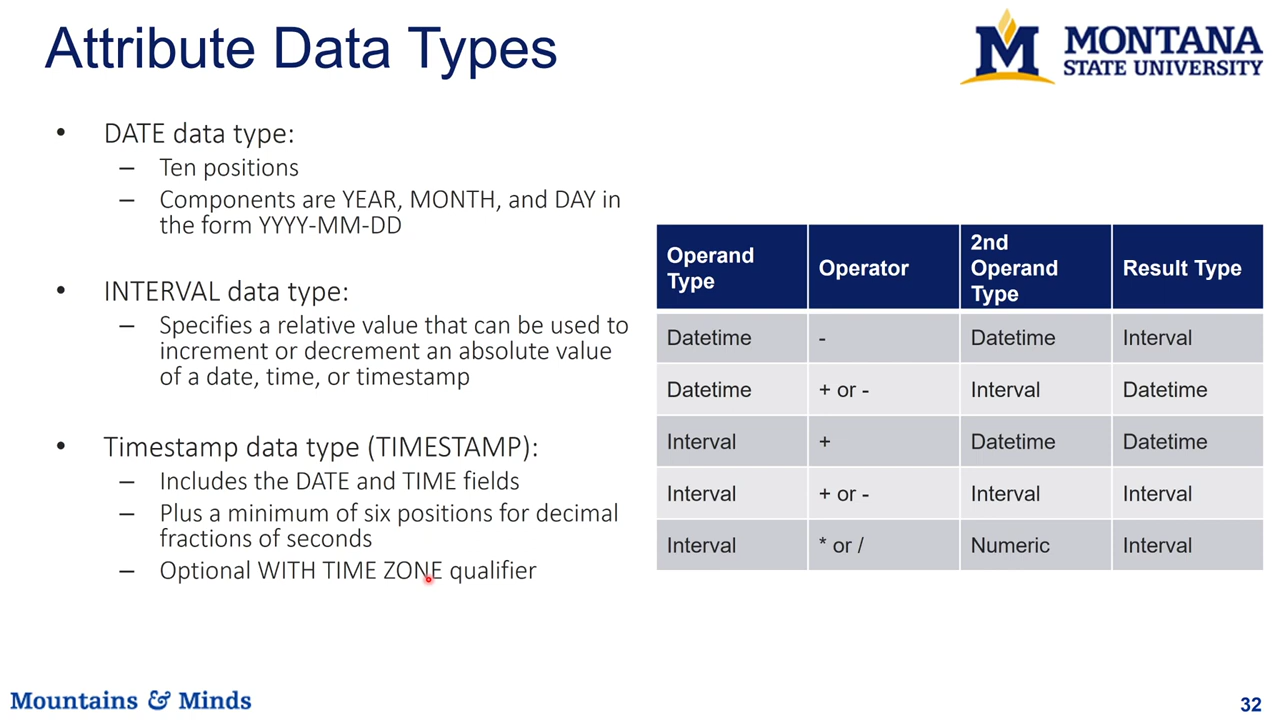 Attribute Data Types
MONTANA
STATE UNIVERSITY
• DATE data type:
– Ten positions
– Components are YEAR, MONTH, and DAY in
the form YYYY-MM-DD
• INTERVAL data type:
– Specifies a relative value that can be used to
increment or decrement an absolute value
of a date, time, or timestamp
• Timestamp data type (TIMESTAMP):
– Includes the DATE and TIME fields
– Plus a minimum of six positions for decimal
fractions of seconds
– Optional WITH TIME ZONE qualifier
Operand Type | Operator | 2nd Operand Type | Result Type
Datetime | - | Datetime | Interval
Datetime | + or - | Interval | Datetime
Interval | + | Datetime | Datetime
Interval | + or - | Interval | Interval
Interval | * or / | Numeric | Interval
Mountains & Minds
32